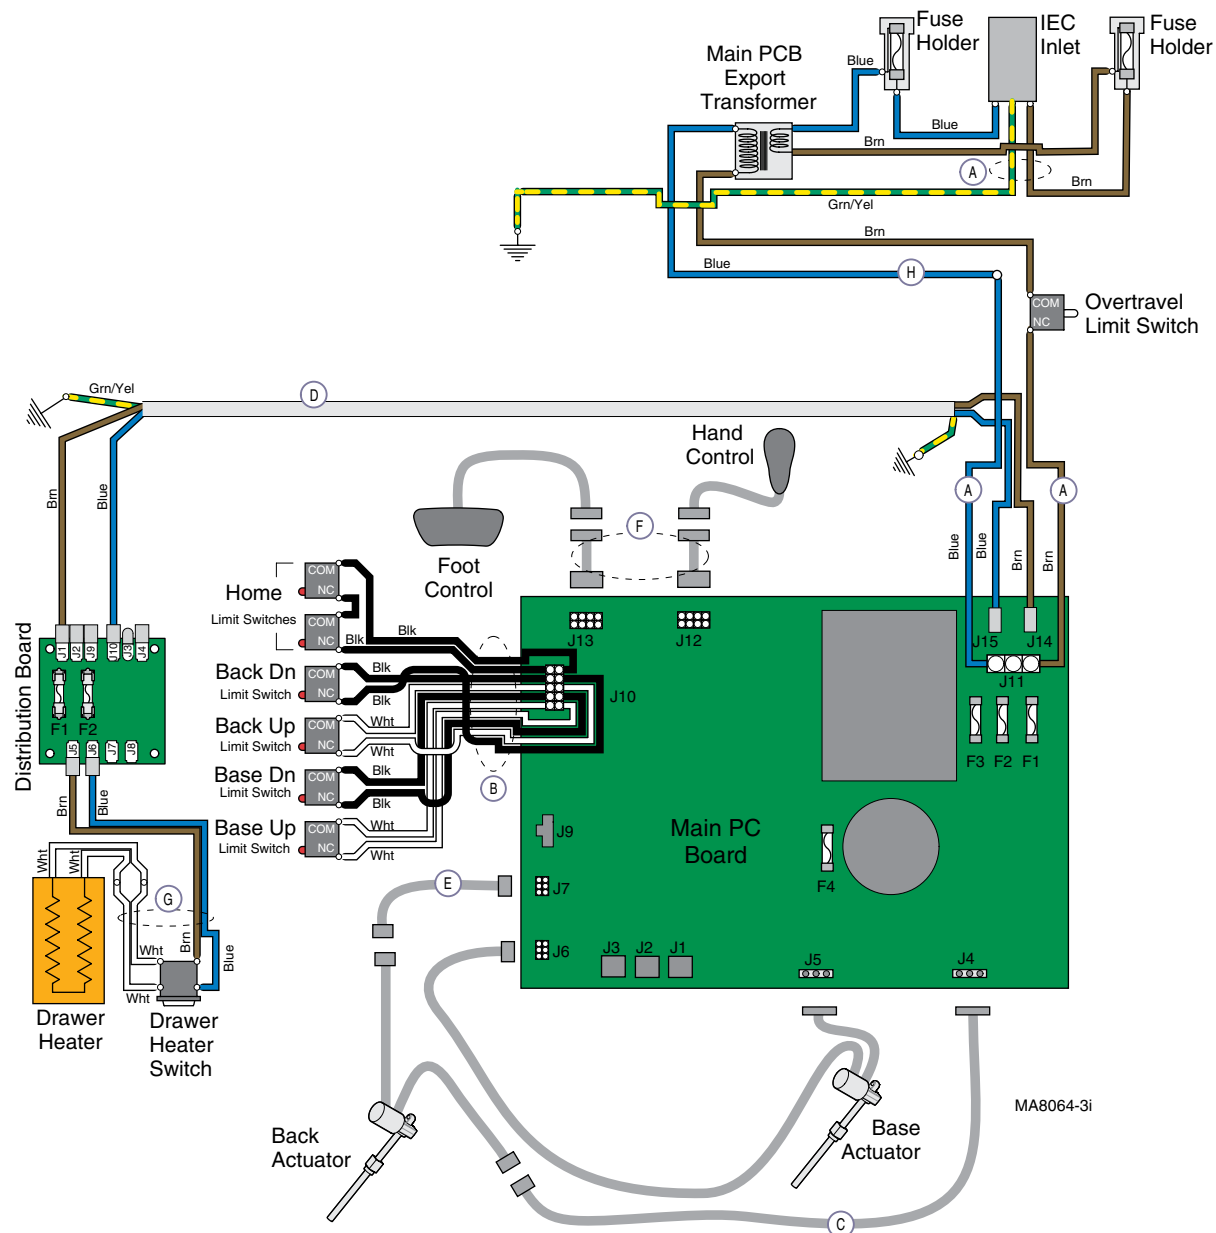 Fuse
Holder
IEC
Inlet
Fuse
Holder
Main PCB
Export
Transformer
Blue
Blue
Brn
A
Brn
Grn/Yel
Brn
Blue
H
COM
NC
Overtravel
Limit Switch
Grn/Yel
D
Hand
Control
Brn
Blue
A
A
F
Foot
Control
Blue
Blue
Brn
Brn
Home
Limit Switches
COM
NC
COM
NC
Blk
Blk
J13
J12
J15
J14
J11
Distribution Board
J1
J2
J9
J10
J3
J4
F1
F2
J5
J6
J7
J8
Back Dn
Limit Switch
COM
NC
Blk
Blk
J10
Back Up
Limit Switch
COM
NC
Wht
Wht
F3
F2
F1
Base Dn
Limit Switch
COM
NC
Blk
Blk
B
Base Up
Limit Switch
COM
NC
Wht
Wht
Brn
Blue
J9
Main PC
Board
F4
Wht
Wht
G
E
J7
J6
J3
J2
J1
J5
J4
Wht
Brn
Blue
Wht
Drawer
Heater
Drawer
Heater
Switch
MA8064-3i
Back
Actuator
Base
Actuator
C